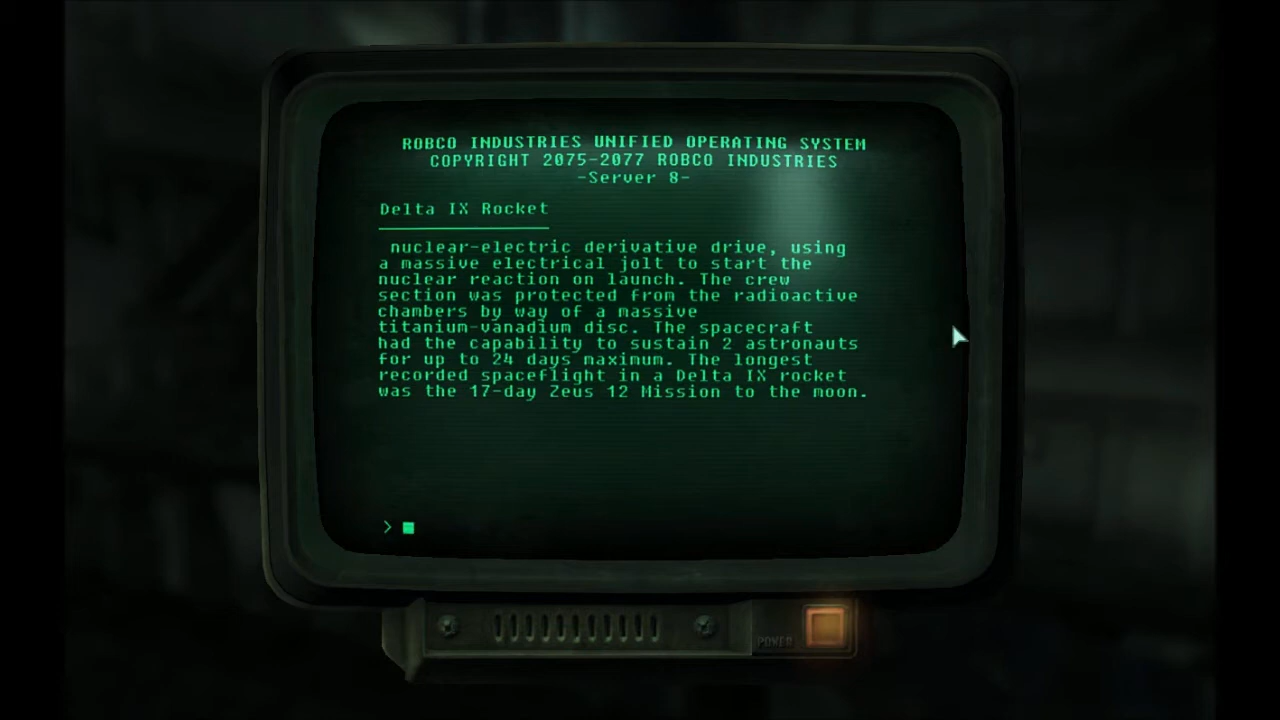 ROBCO INDUSTRIES UNIFIED OPERATING SYSTEM
COPYRIGHT 2075-2077 ROBCO INDUSTRIES
-Server 8-
Delta IX Rocket
nuclear-electric derivative drive, using
a massive electrical jolt to start the
nuclear reaction on launch. The crew
section was protected from the radioactive
chambers by way of a massive
titanium-vanadium disc. The spacecraft
had the capability to sustain 2 astronauts
for up to 24 days maximum. The longest
recorded spaceflight in a Delta IX rocket
was the 17-day Zeus 12 Mission to the moon.
>
POWER